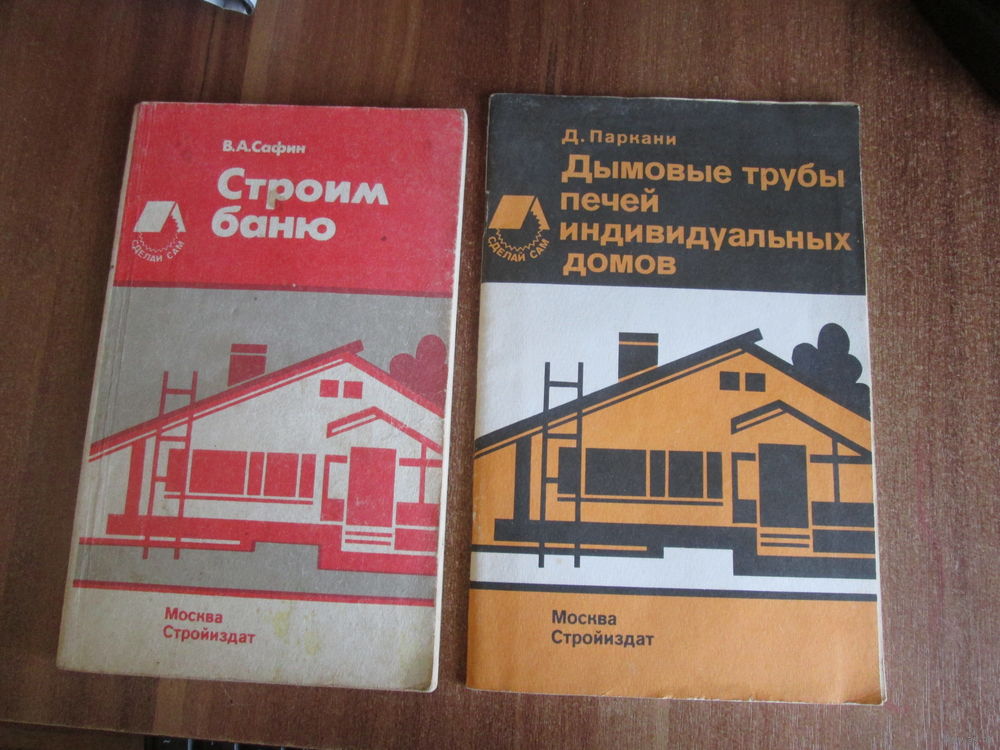 В.А.Сафин
Строим
баню
СДЕЛАЙ САМ
Москва
Стройиздат
Д. Паркани
Дымовые трубы
печей
индивидуальных
домов
СДЕЛАЙ САМ
Москва
Стройиздат